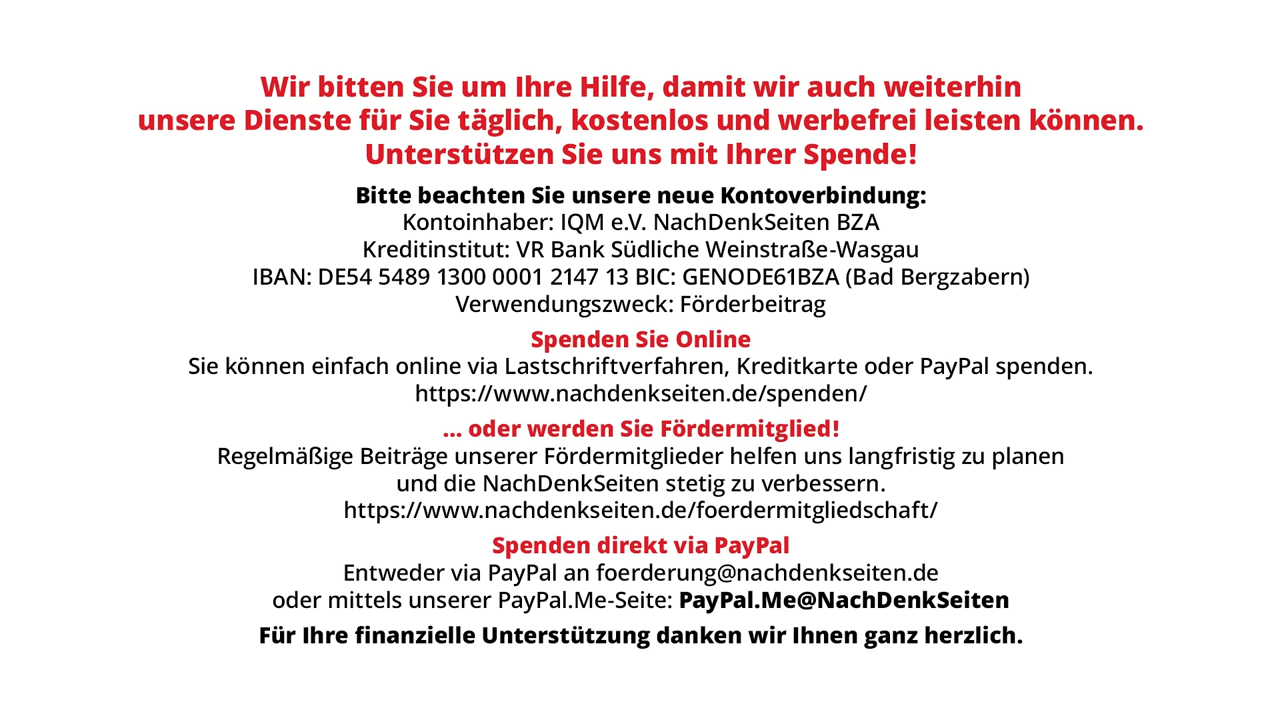 Wir bitten Sie um Ihre Hilfe, damit wir auch weiterhin
unsere Dienste für Sie täglich, kostenlos und werbefrei leisten können.
Unterstützen Sie uns mit Ihrer Spende!
Bitte beachten Sie unsere neue Kontoverbindung:
Kontoinhaber: IQM e.V. NachDenkSeiten BZA
Kreditinstitut: VR Bank Südliche Weinstraße-Wasgau
IBAN: DE54 5489 1300 0001 2147 13 BIC: GENODE61BZA (Bad Bergzabern)
Verwendungszweck: Förderbeitrag
Spenden Sie Online
Sie können einfach online via Lastschriftverfahren, Kreditkarte oder PayPal spenden.
https://www.nachdenkseiten.de/spenden/
... oder werden Sie Fördermitglied!
Regelmäßige Beiträge unserer Fördermitglieder helfen uns langfristig zu planen
und die NachDenkSeiten stetig zu verbessern.
https://www.nachdenkseiten.de/foerdermitgliedschaft/
Spenden direkt via PayPal
Entweder via PayPal an foerderung@nachdenkseiten.de
oder mittels unserer PayPal.Me-Seite: PayPal.Me@NachDenkSeiten
Für Ihre finanzielle Unterstützung danken wir Ihnen ganz herzlich.